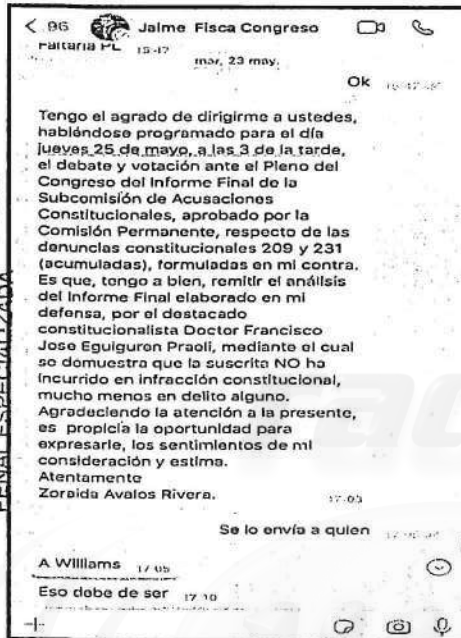 < 96 Jaime Fisca Congreso
Faltaria PL 15:47
mar, 23 may.
Ok
Tengo el agrado de dirigirme a ustedes,
habiéndose programado para el día
jueves 25 de mayo, a las 3 de la tarde,
el debate y votación ante el Pleno del
Congreso del Informe Final de la
Subcomisión de Acusaciones
Constitucionales, aprobado por la
Comisión Permanente, respecto de las
denuncias constitucionales 209 y 231
(acumuladas), formuladas en mi contra.
Es que, tengo a bien, remitir el análisis
del Informe Final elaborado en mi
defensa, por el destacado
constitucionalista Doctor Francisco
Jose Eguiguren Praoli, mediante el cual
se demuestra que la suscrita NO ha
incurrido en infracción constitucional,
mucho menos en delito alguno.
Agradeciendo la atención a la presente,
es propicia la oportunidad para
expresarle, los sentimientos de mi
consideración y estima.
Atentamente
Zoraida Avalos Rivera. 17:03
Se lo envía a quien
A Williams 17:05
Eso debe de ser 17:10
PENAL ESPECIALIZADA